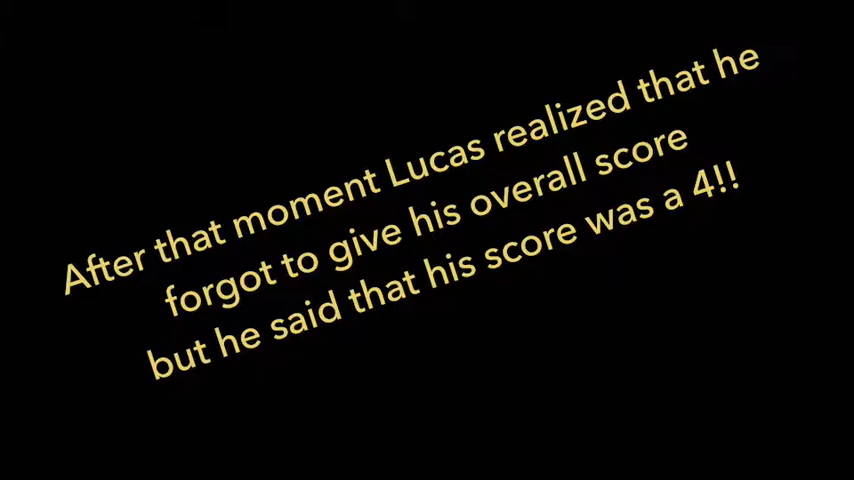 After that moment Lucas realized that he
forgot to give his overall score
but he said that his score was a 4!!